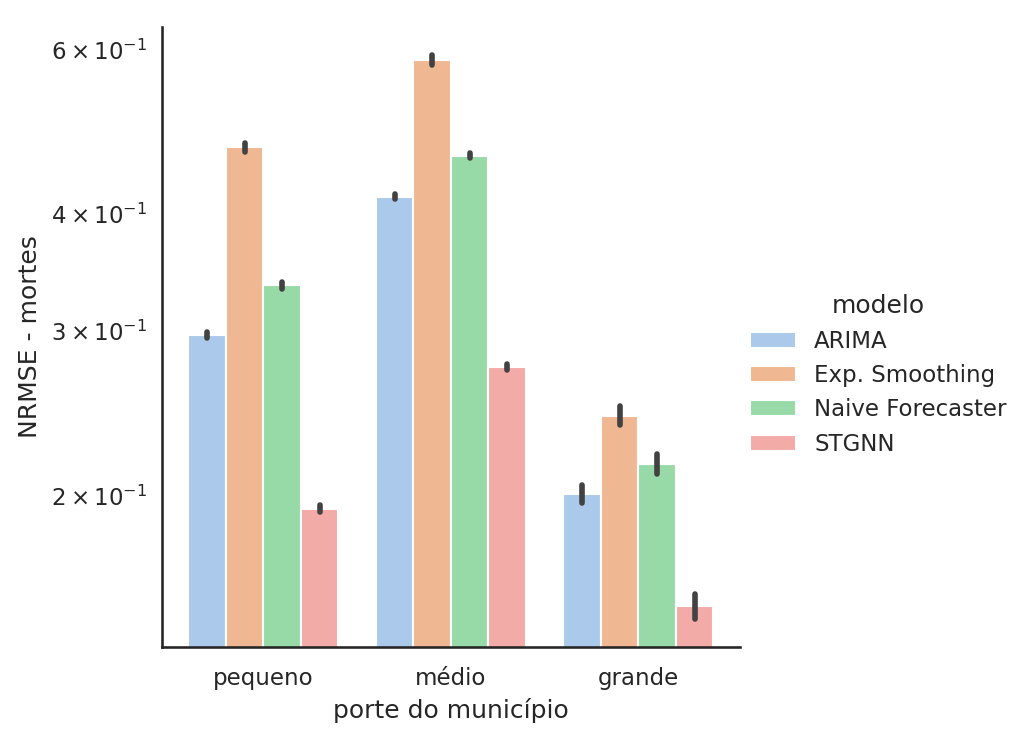 6 × 10⁻¹
4 × 10⁻¹
3 × 10⁻¹
2 × 10⁻¹
NRMSE - mortes
pequeno
médio
grande
porte do município
modelo
ARIMA
Exp. Smoothing
Naive Forecaster
STGNN